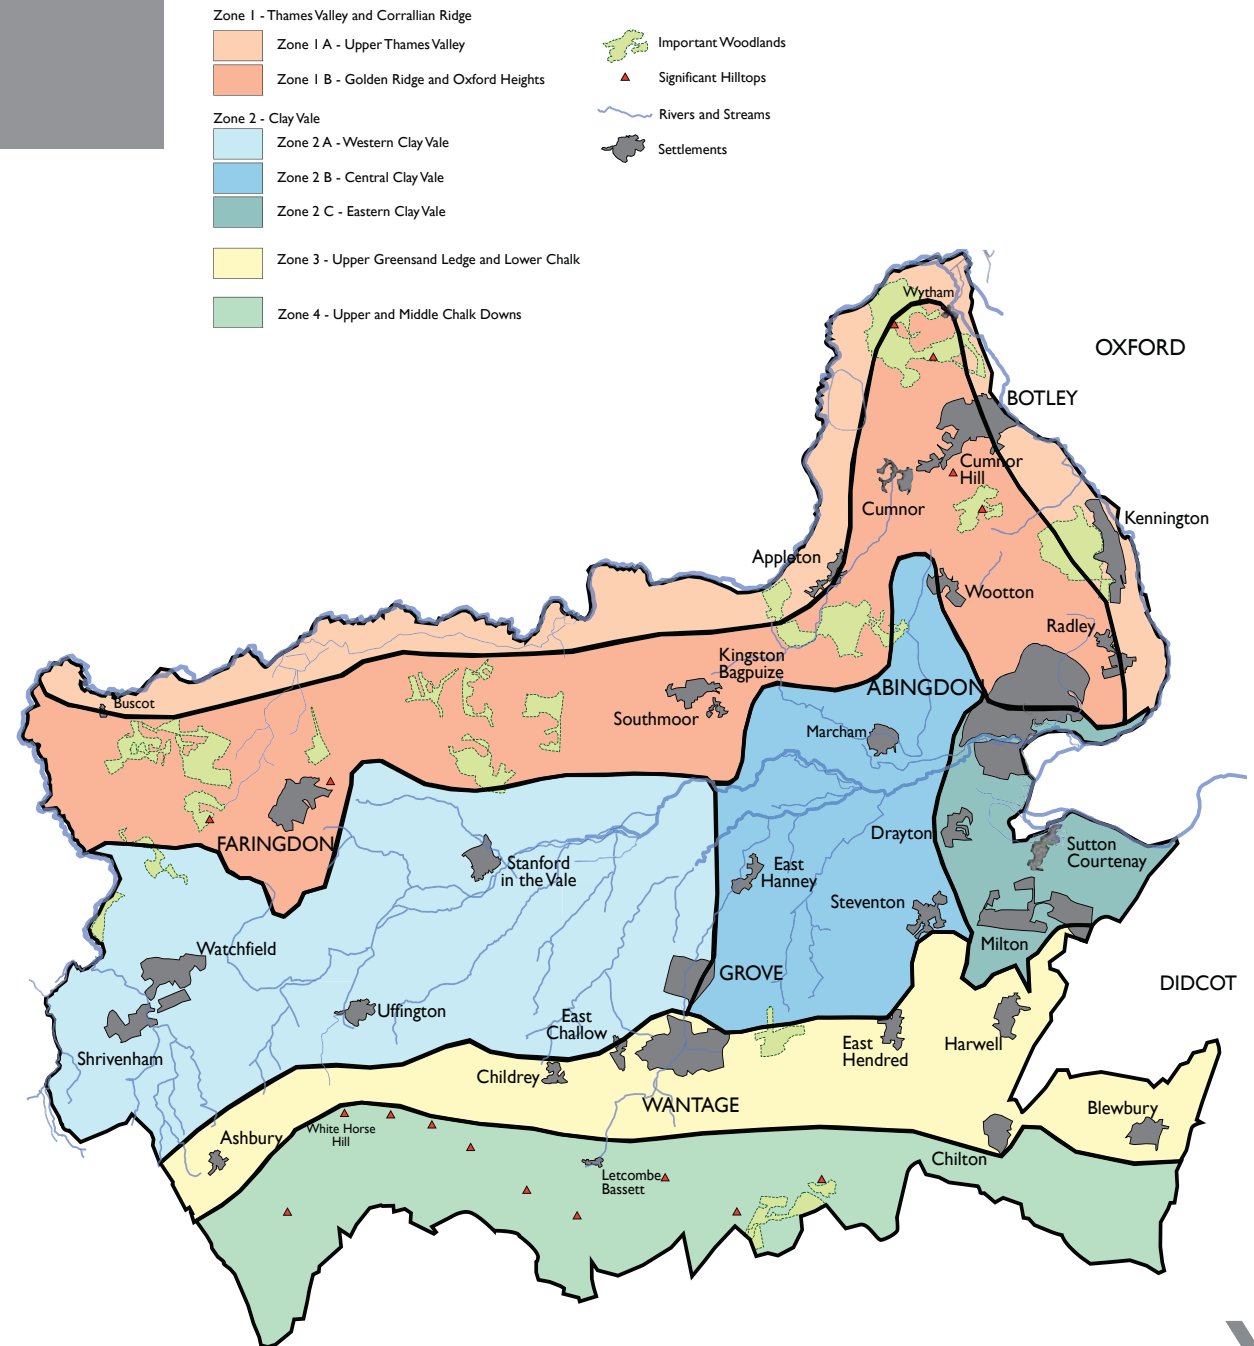 Zone 1 - Thames Valley and Corrallian Ridge
Zone 1 A - Upper Thames Valley
Zone 1 B - Golden Ridge and Oxford Heights
Zone 2 - Clay Vale
Zone 2 A - Western Clay Vale
Zone 2 B - Central Clay Vale
Zone 2 C - Eastern Clay Vale
Zone 3 - Upper Greensand Ledge and Lower Chalk
Zone 4 - Upper and Middle Chalk Downs
Important Woodlands
Significant Hilltops
Rivers and Streams
Settlements
Wytham
OXFORD
BOTLEY
Cumnor
Hill
Cumnor
Kennington
Appleton
Wootton
Radley
Kingston
Bagpuize
ABINGDON
Buscot
Southmoor
Marcham
Drayton
FARINGDON
Stanford
in the Vale
East
Hanney
Sutton
Courtenay
Steventon
Watchfield
Milton
GROVE
DIDCOT
Uffington
East
Challow
East
Hendred
Harwell
Shrivenham
Childrey
WANTAGE
Blewbury
White Horse
Hill
Ashbury
Chilton
Letcombe
Bassett